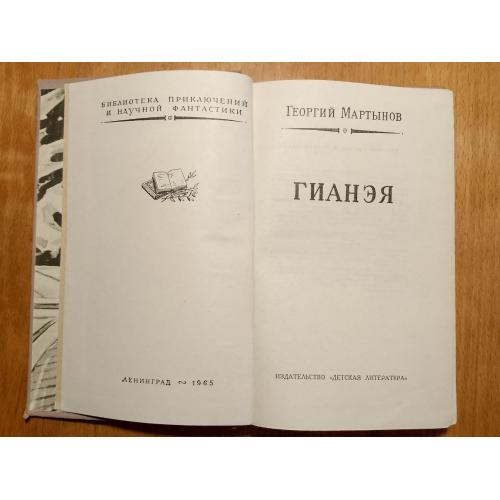 БИБЛИОТЕКА ПРИКЛЮЧЕНИЙ
И НАУЧНОЙ ФАНТАСТИКИ
ЛЕНИНГРАД ~ 1965
ГЕОРГИЙ МАРТЫНОВ
ГИАНЭЯ
ИЗДАТЕЛЬСТВО «ДЕТСКАЯ ЛИТЕРАТУРА»